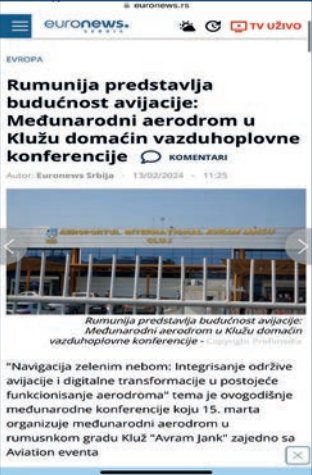 euronews.rs
euronews.
SERBIA
TV UŽIVO
EVROPA
Rumunija predstavlja
budućnost avijacije:
Međunarodni aerodrom u
Klužu domaćin vazduhoplovne
konferencije KOMENTARI
Autor: Euronews Srbija - 13/02/2024 - 11:25
AEROPORTUL INTERNATIONAL AVRAM IANCU
CLUJ
Rumunija predstavlja budućnost avijacije:
Međunarodni aerodrom u Klužu domaćin
vazduhoplovne konferencije - Copyright Profimedia
"Navigacija zelenim nebom: Integrisanje održive
avijacije i digitalne transformacije u postojeće
funkcionisanje aerodroma" tema je ovogodišnje
međunarodne konferencije koju 15. marta
organizuje međunarodni aerodrom u
rumusnkom gradu Kluž "Avram Jank" zajedno sa
Aviation eventa